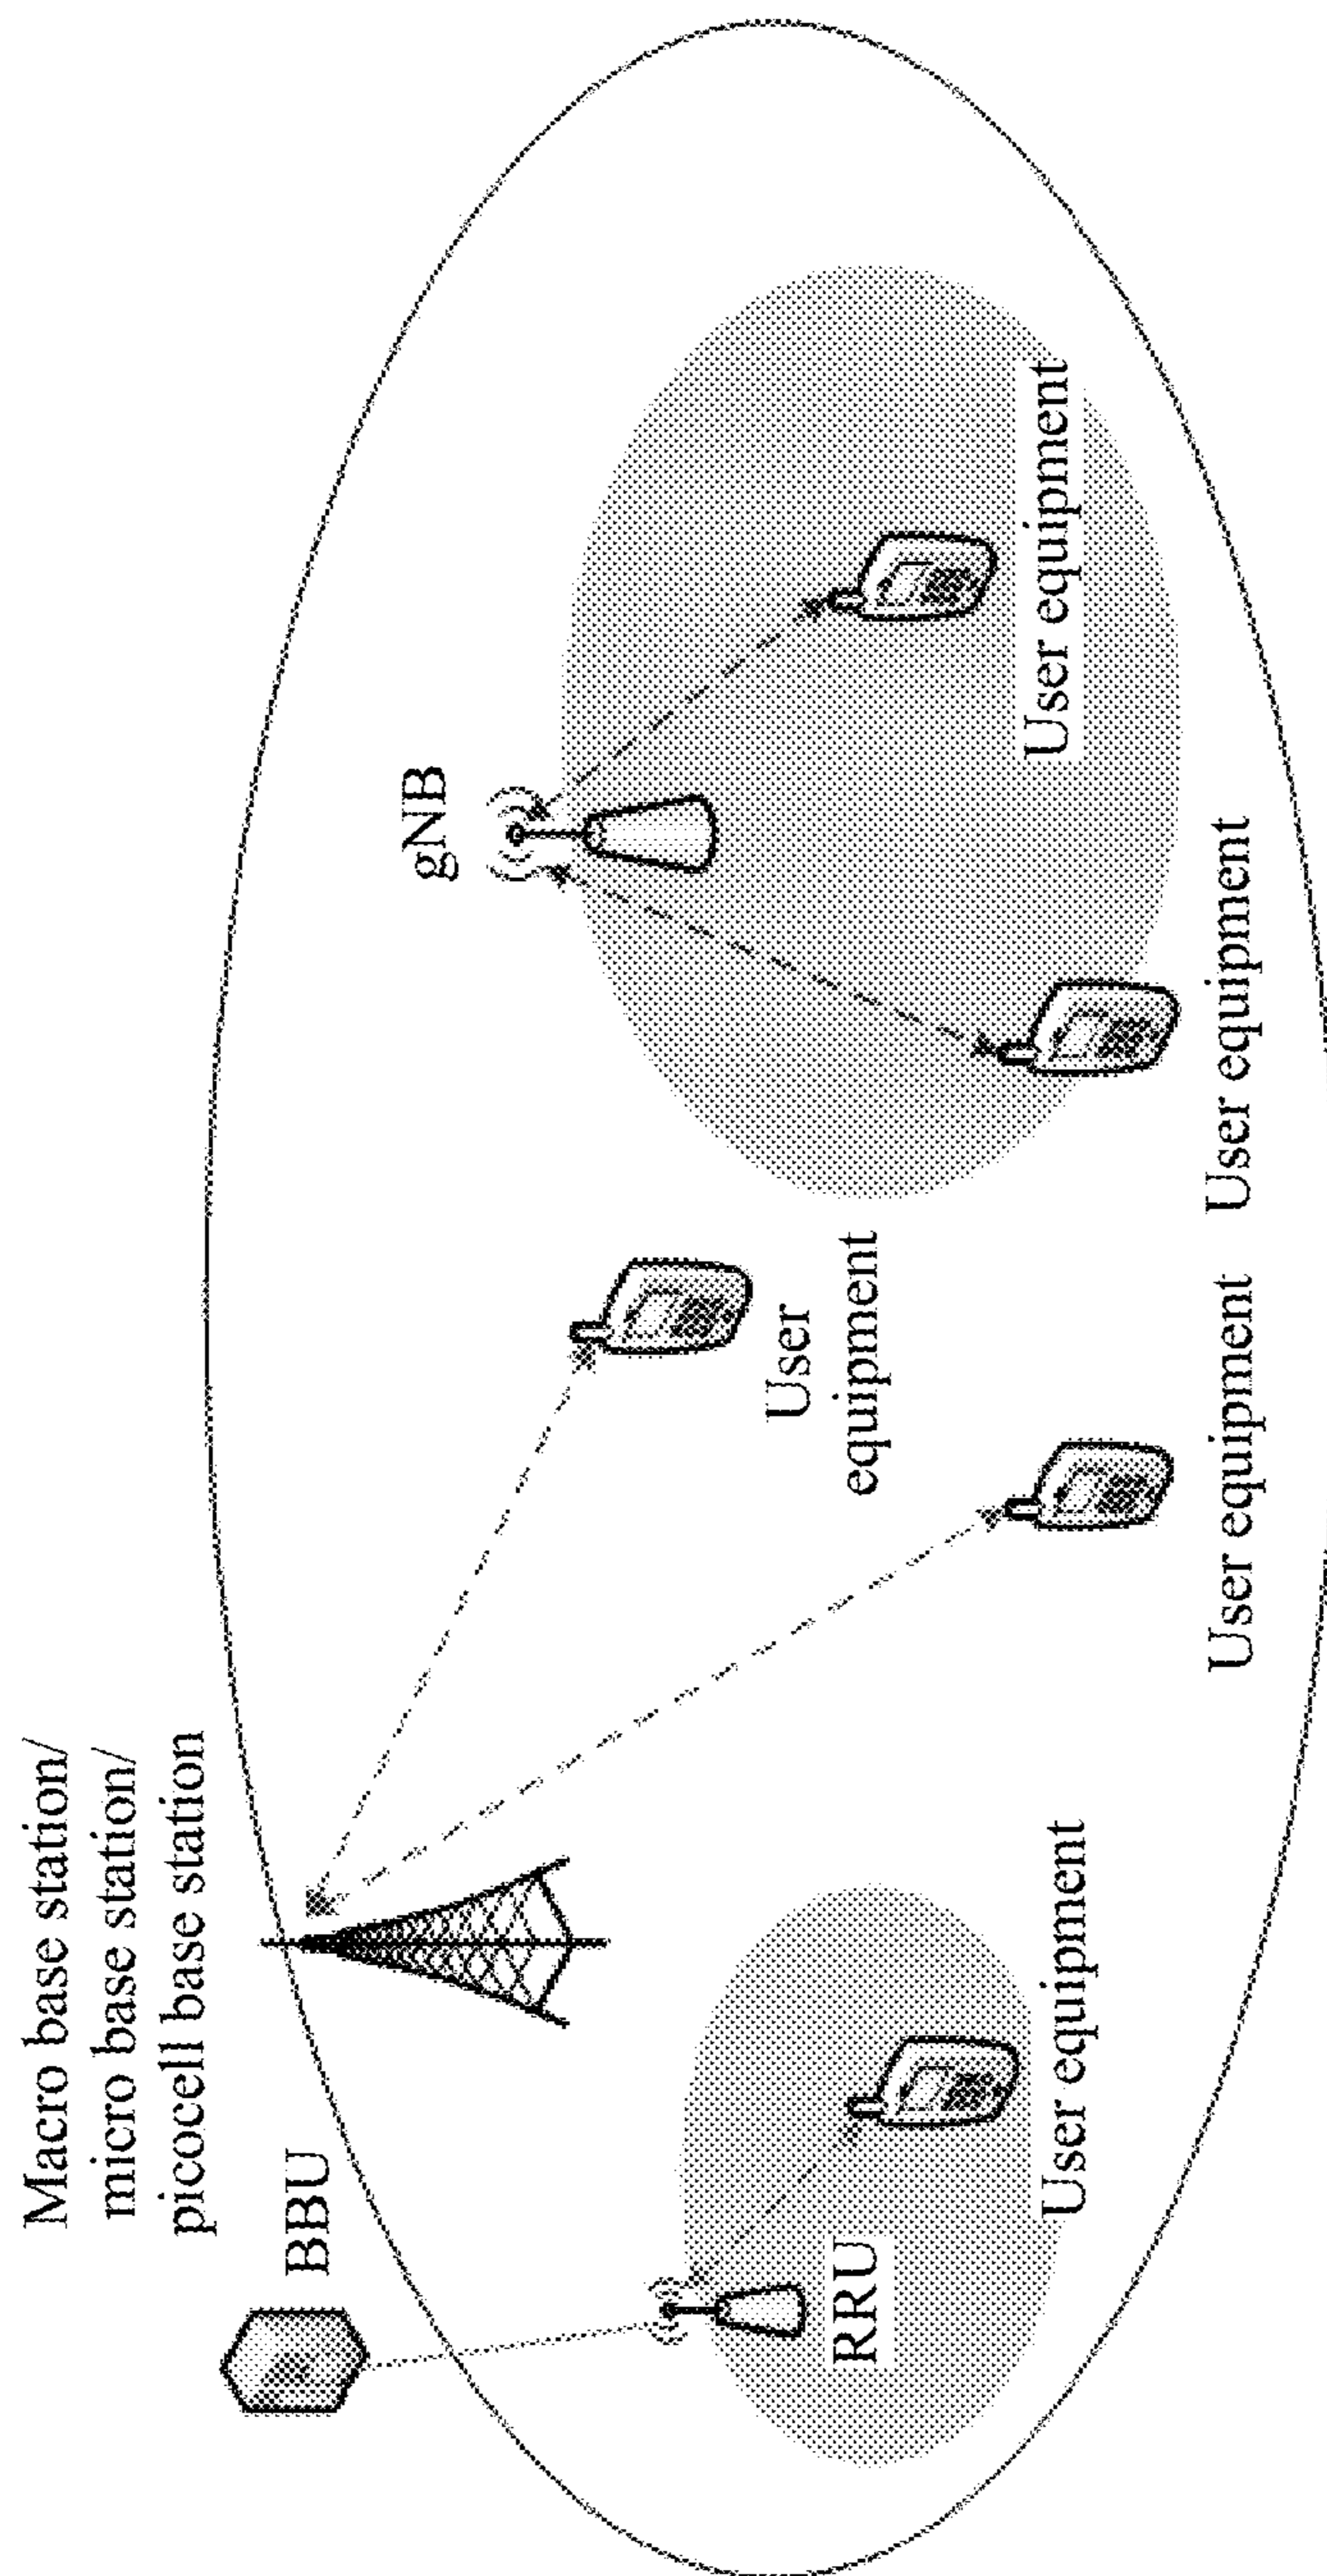 Macro base station/
micro base station/
picocell base station
BBU
gNB
RRU
User equipment
User
equipment
User equipment
User equipment
User equipment